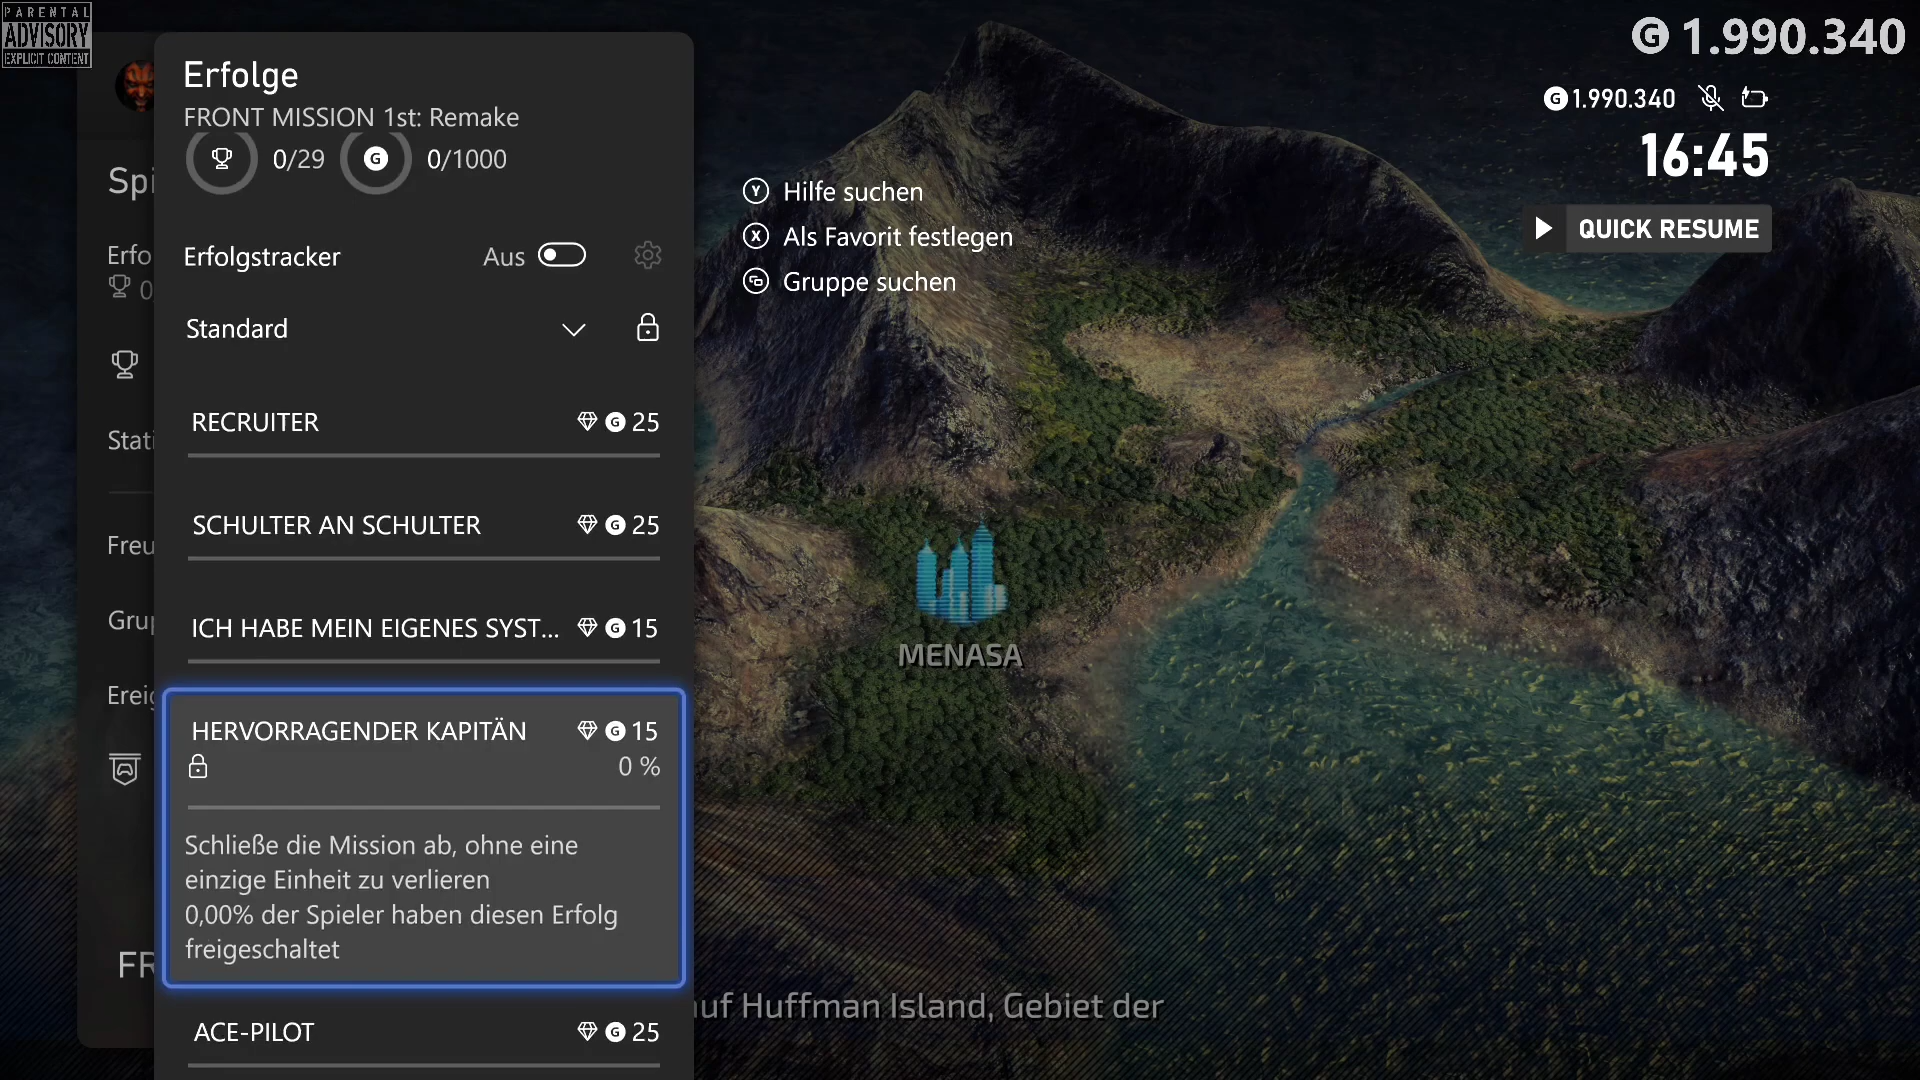 PARENTAL
ADVISORY
EXPLICIT CONTENT
Erfolge
FRONT MISSION 1st: Remake
0/29
G
0/1000
Erfolgstracker
Aus
Standard
RECRUITER
G 25
SCHULTER AN SCHULTER
G 25
ICH HABE MEIN EIGENES SYST...
G 15
HERVORRAGENDER KAPITÄN
G 15
0 %
Schließe die Mission ab, ohne eine
einzige Einheit zu verlieren
0,00% der Spieler haben diesen Erfolg
freigeschaltet
ACE-PILOT
G 25
Spi
Erfo
0
Stati
Freu
Grup
Ereig
FR
Y Hilfe suchen
X Als Favorit festlegen
Gruppe suchen
G 1.990.340
G 1.990.340
16:45
QUICK RESUME
MENASA
uf Huffman Island, Gebiet der